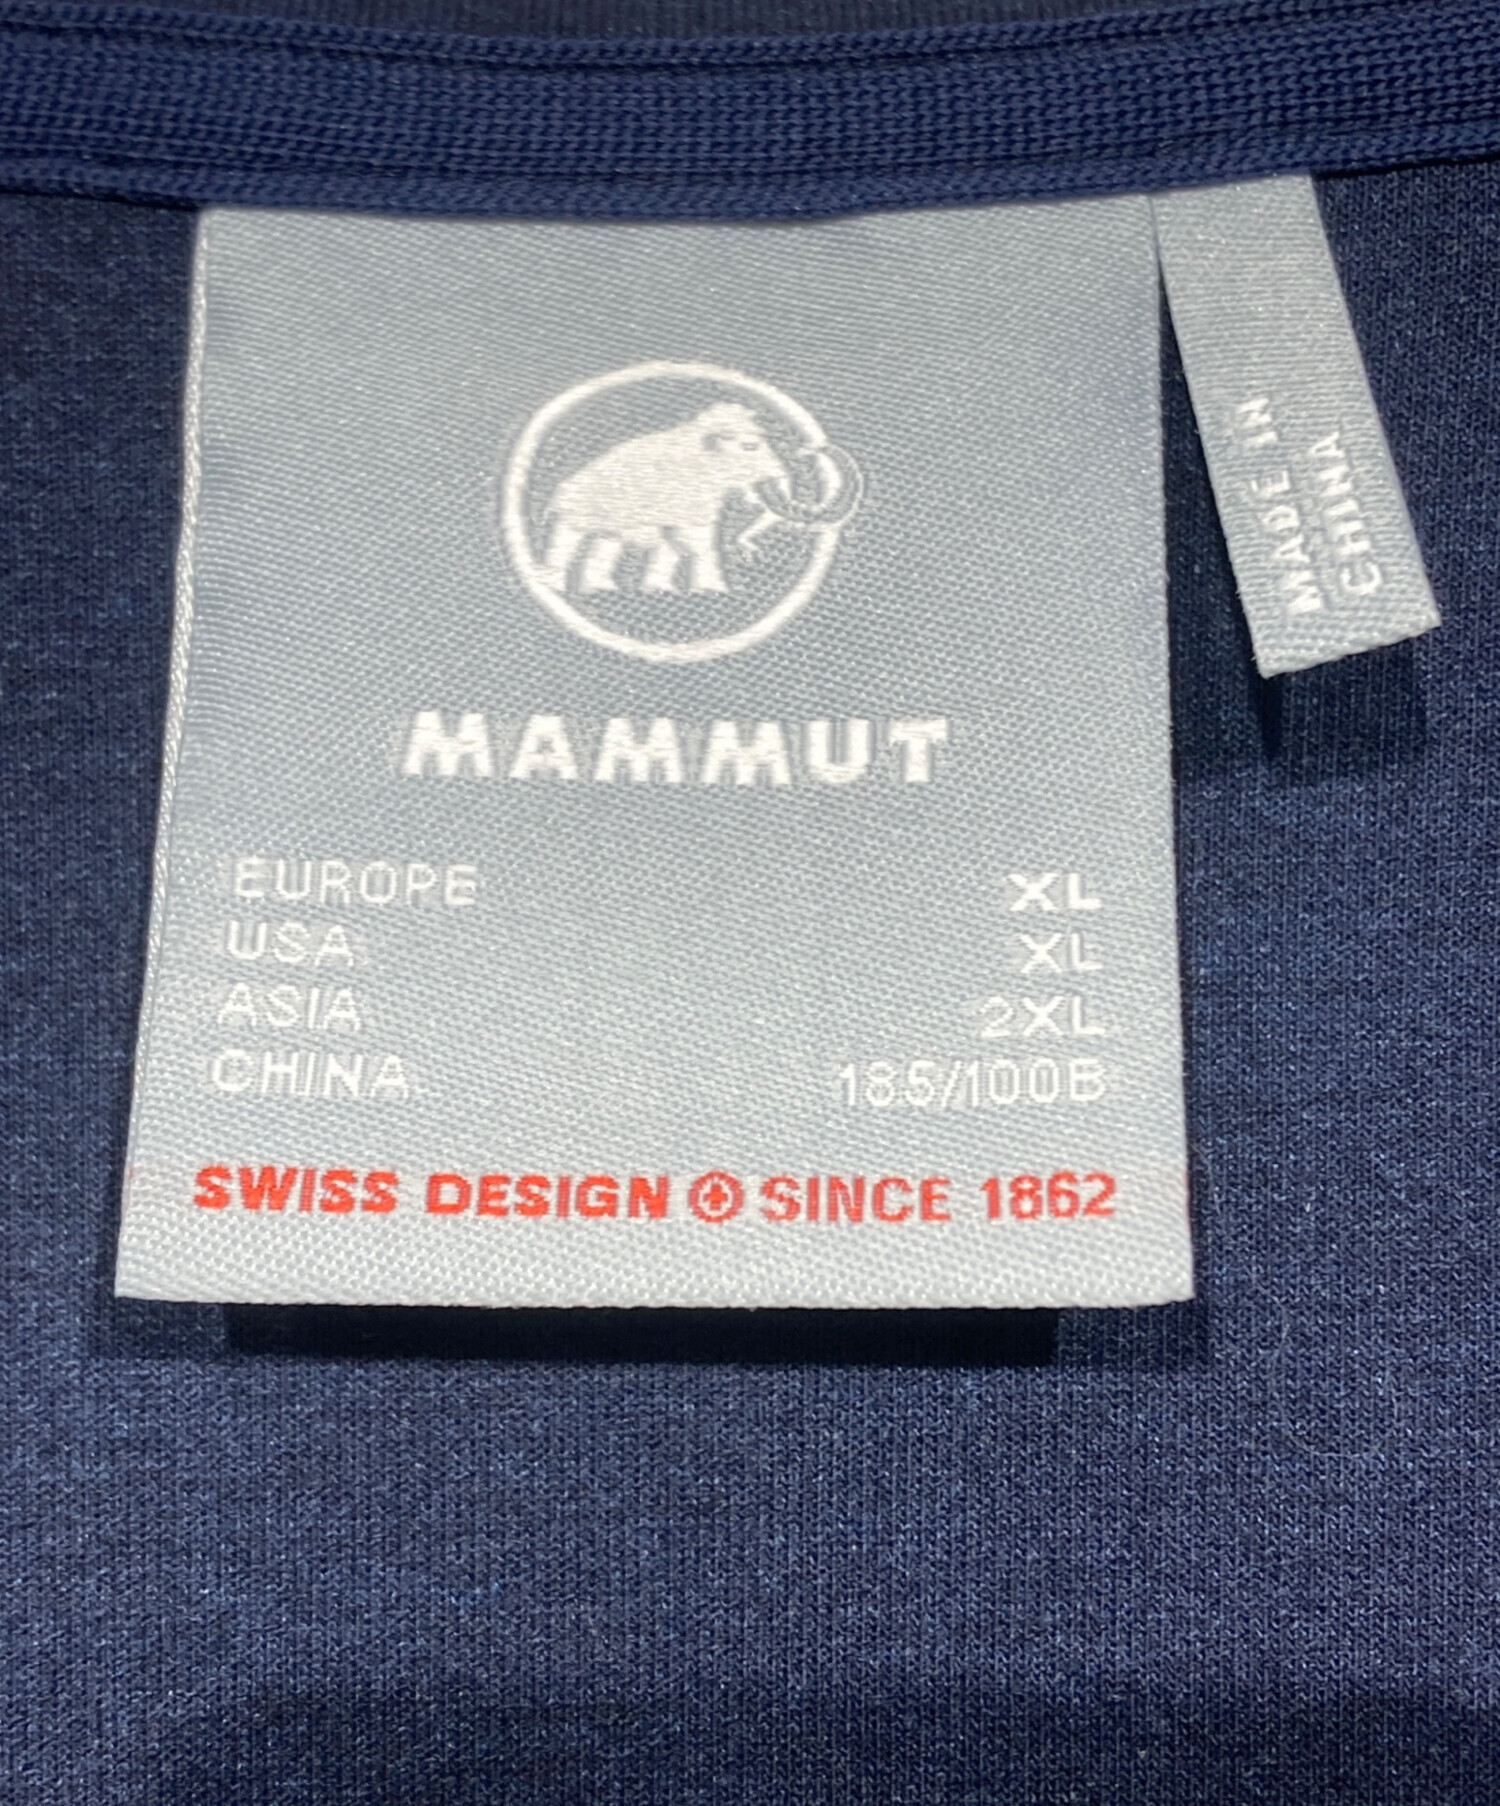 MAMMUT
EUROPE XL
USA XL
ASIA 2XL
CHINA 185/100B
SWISS DESIGN SINCE 1862
MADE IN
CHINA